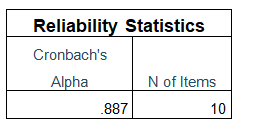 Reliability Statistics
Cronbach's
Alpha N of Items
.887 10